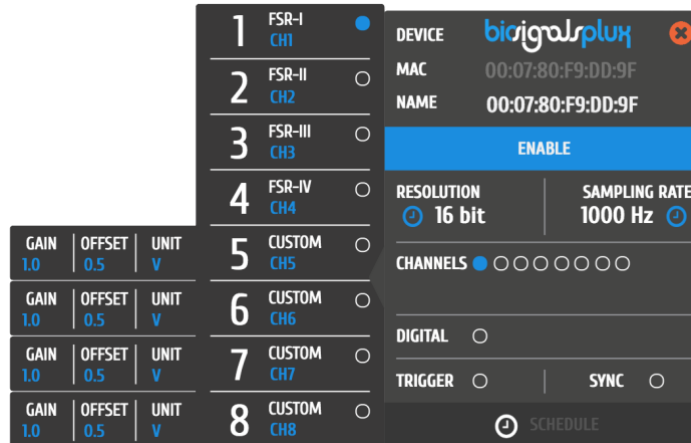 1 FSR-I
CH1
2 FSR-II
CH2
3 FSR-III
CH3
4 FSR-IV
CH4
GAIN OFFSET UNIT
1.0 0.5 V
5 CUSTOM
CH5
GAIN OFFSET UNIT
1.0 0.5 V
6 CUSTOM
CH6
GAIN OFFSET UNIT
1.0 0.5 V
7 CUSTOM
CH7
GAIN OFFSET UNIT
1.0 0.5 V
8 CUSTOM
CH8
DEVICE biosignalsplux
MAC 00:07:80:F9:DD:9F
NAME 00:07:80:F9:DD:9F
ENABLE
RESOLUTION SAMPLING RATE
16 bit 1000 Hz
CHANNELS
DIGITAL
TRIGGER SYNC
SCHEDULE